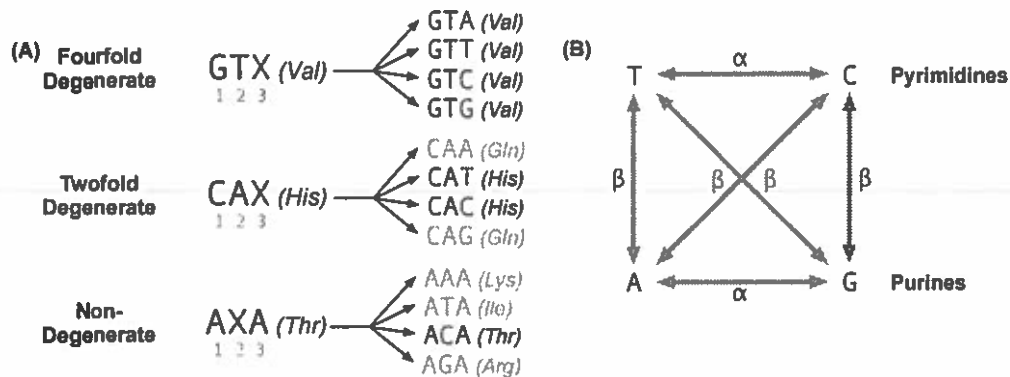 (A)
Fourfold
Degenerate
GTX (Val)
1 2 3
GTA (Val)
GTT (Val)
GTC (Val)
GTG (Val)
Twofold
Degenerate
CAX (His)
1 2 3
CAA (Gln)
CAT (His)
CAC (His)
CAG (Gln)
Non-
Degenerate
AXA (Thr)
1 2 3
AAA (Lys)
ATA (Ile)
ACA (Thr)
AGA (Arg)
(B)
T α C Pyrimidines
β β β β
A α G Purines